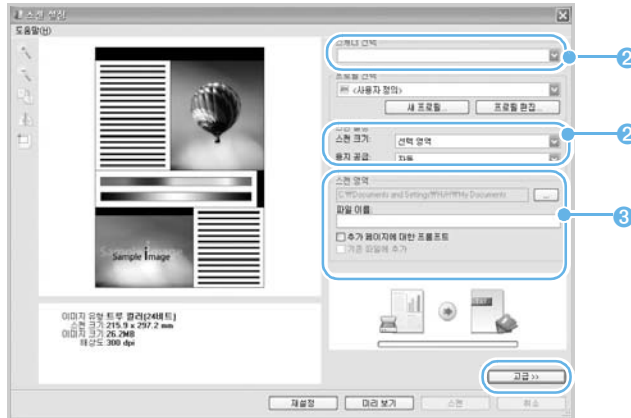 스캔 설정
도움말(H)
스캐너 선택
2
프로필 선택
<사용자 정의>
새 프로필...
프로필 편집...
스캔 설정
2
스캔 크기:
선택 영역
용지 공급:
자동
스캔 영역
C:\Documents and Settings\HJH\My Documents
...
파일 이름:
3
추가 페이지에 대한 프롬프트
기존 파일에 추가
Sample Image
이미지 유형:트루 컬러[24비트]
스캔 크기:215.9 x 297.2 mm
이미지 크기:26.2MB
해상도:300 dpi
고급 >>
재설정
미리 보기
스캔
취소